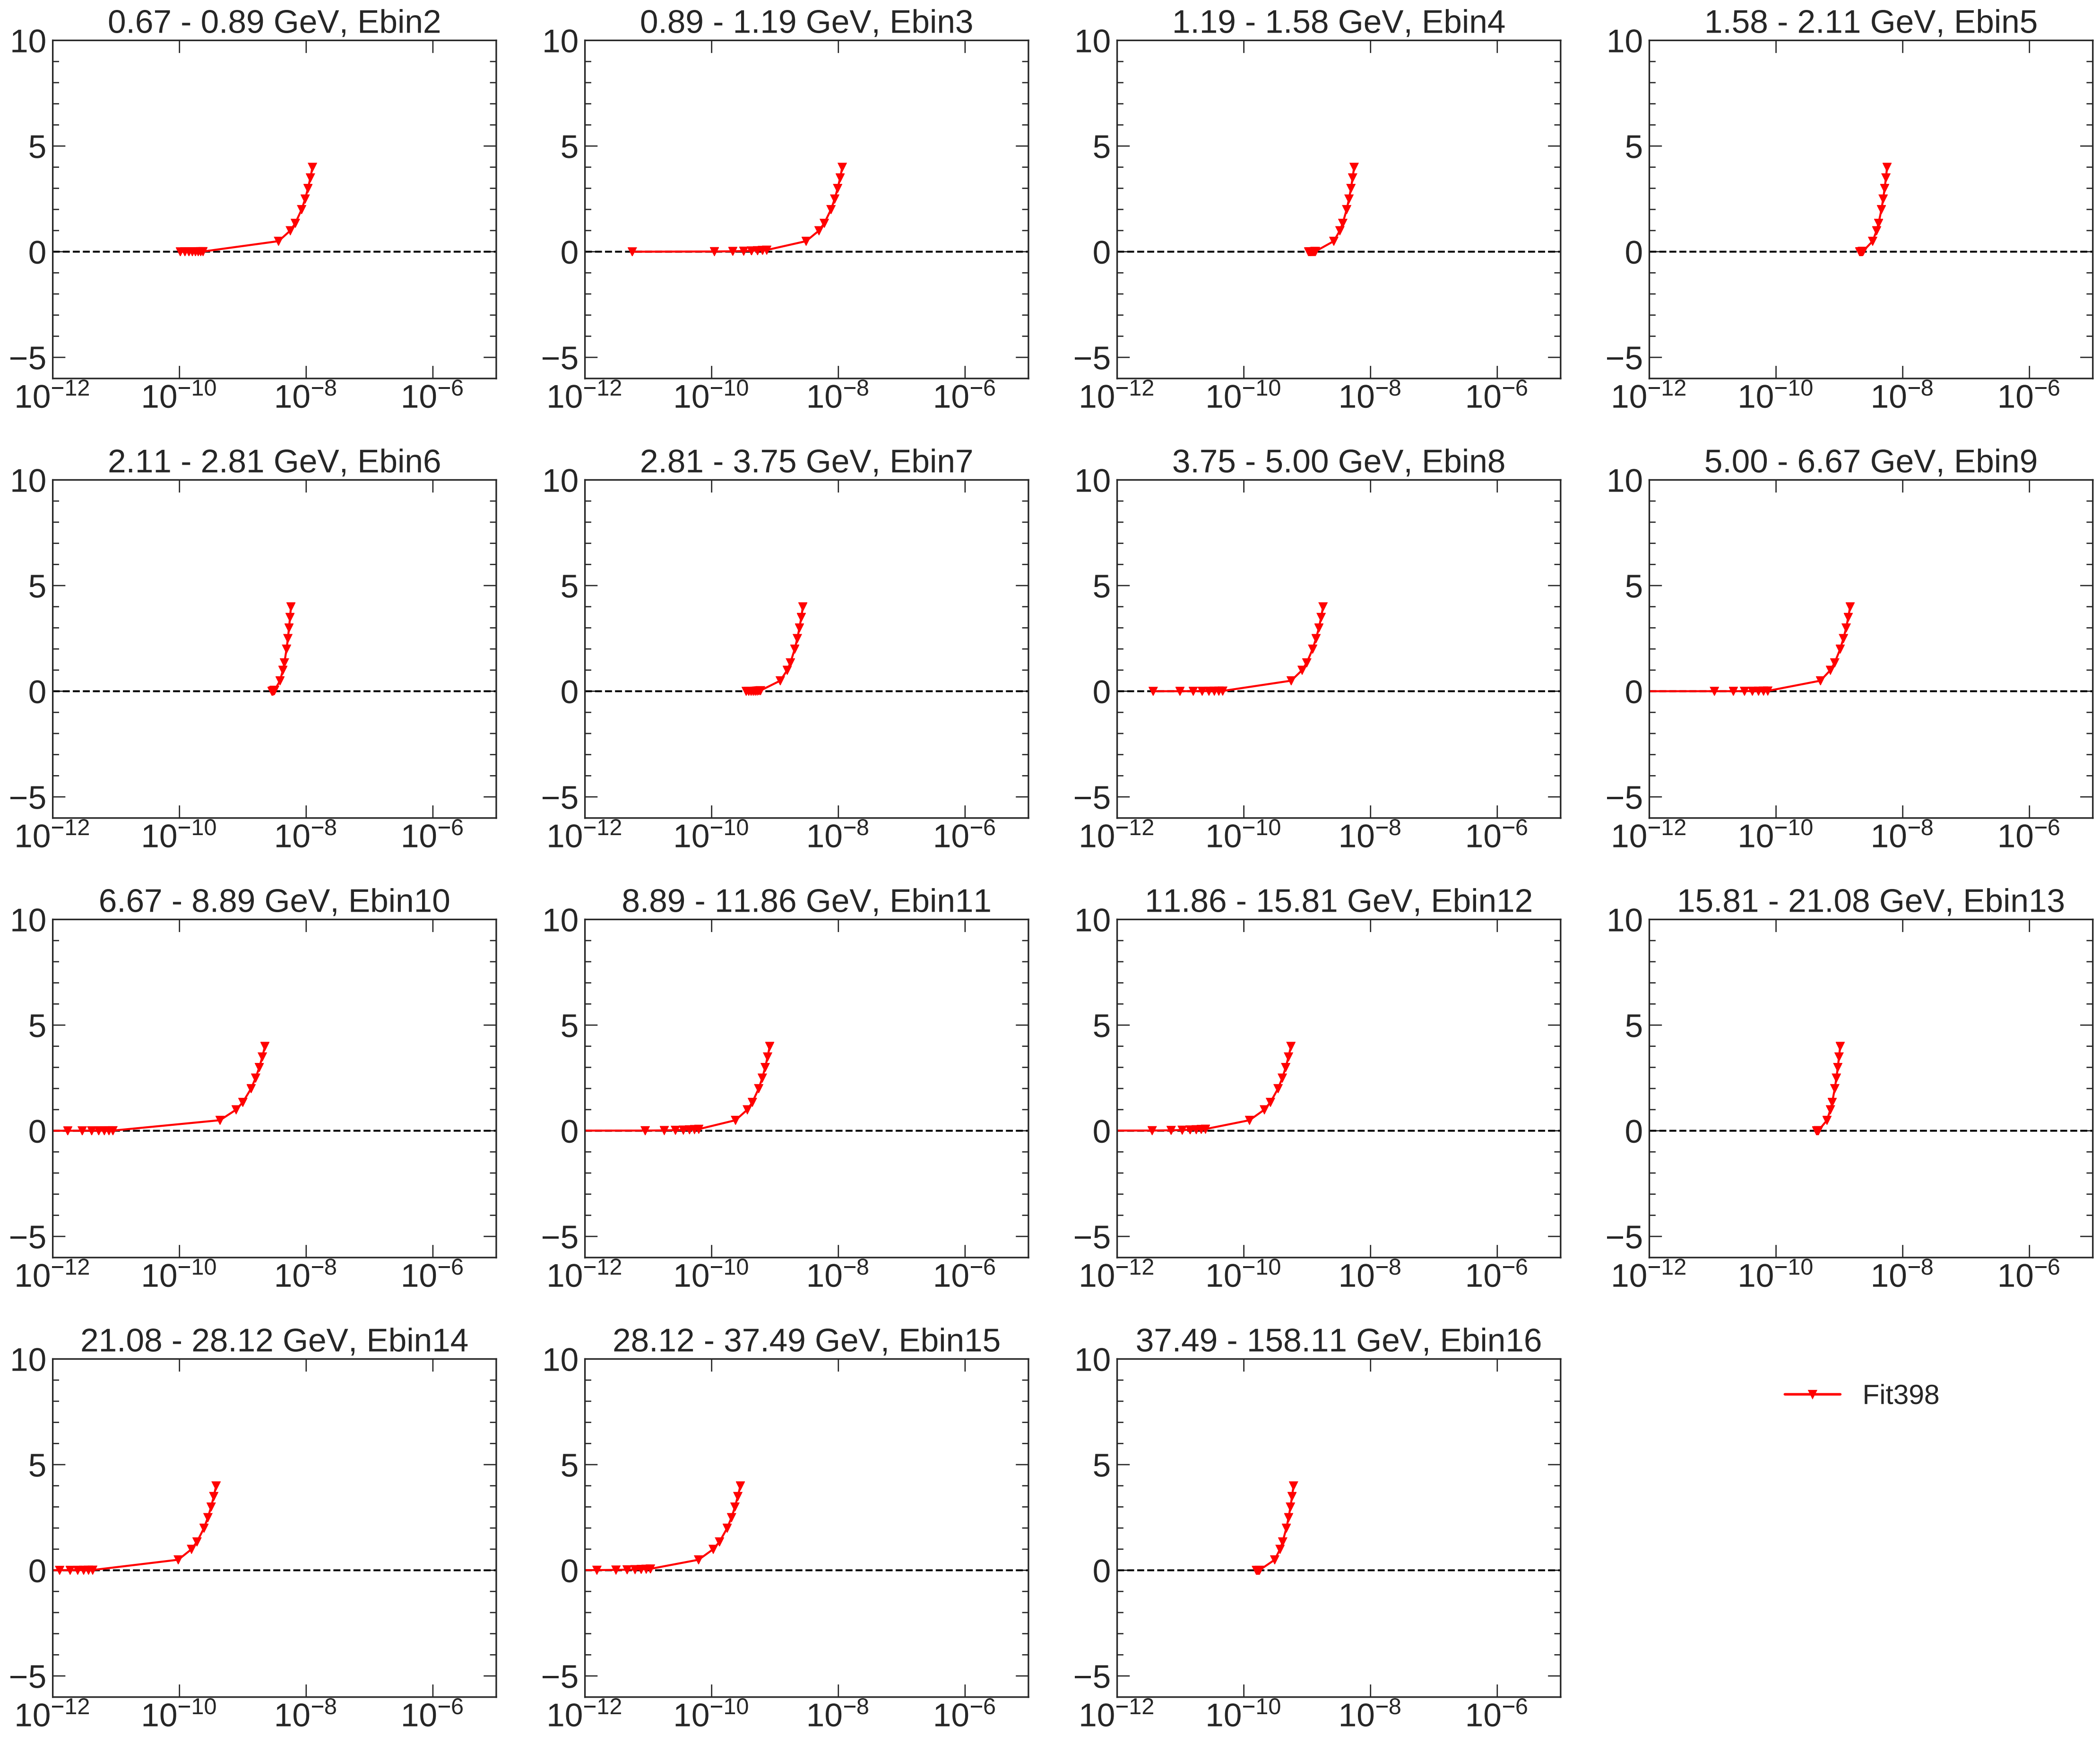 0.67 - 0.89 GeV, Ebin2
0.89 - 1.19 GeV, Ebin3
1.19 - 1.58 GeV, Ebin4
1.58 - 2.11 GeV, Ebin5
10 10 10 10
5 5 5 5
0 0 0 0
−5 −5 −5 −5
10⁻¹² 10⁻¹⁰ 10⁻⁸ 10⁻⁶ 10⁻¹² 10⁻¹⁰ 10⁻⁸ 10⁻⁶ 10⁻¹² 10⁻¹⁰ 10⁻⁸ 10⁻⁶ 10⁻¹² 10⁻¹⁰ 10⁻⁸ 10⁻⁶
2.11 - 2.81 GeV, Ebin6
2.81 - 3.75 GeV, Ebin7
3.75 - 5.00 GeV, Ebin8
5.00 - 6.67 GeV, Ebin9
10 10 10 10
5 5 5 5
0 0 0 0
−5 −5 −5 −5
10⁻¹² 10⁻¹⁰ 10⁻⁸ 10⁻⁶ 10⁻¹² 10⁻¹⁰ 10⁻⁸ 10⁻⁶ 10⁻¹² 10⁻¹⁰ 10⁻⁸ 10⁻⁶ 10⁻¹² 10⁻¹⁰ 10⁻⁸ 10⁻⁶
6.67 - 8.89 GeV, Ebin10
8.89 - 11.86 GeV, Ebin11
11.86 - 15.81 GeV, Ebin12
15.81 - 21.08 GeV, Ebin13
10 10 10 10
5 5 5 5
0 0 0 0
−5 −5 −5 −5
10⁻¹² 10⁻¹⁰ 10⁻⁸ 10⁻⁶ 10⁻¹² 10⁻¹⁰ 10⁻⁸ 10⁻⁶ 10⁻¹² 10⁻¹⁰ 10⁻⁸ 10⁻⁶ 10⁻¹² 10⁻¹⁰ 10⁻⁸ 10⁻⁶
21.08 - 28.12 GeV, Ebin14
28.12 - 37.49 GeV, Ebin15
37.49 - 158.11 GeV, Ebin16
10 10 10
Fit398
5 5 5
0 0 0
−5 −5 −5
10⁻¹² 10⁻¹⁰ 10⁻⁸ 10⁻⁶ 10⁻¹² 10⁻¹⁰ 10⁻⁸ 10⁻⁶ 10⁻¹² 10⁻¹⁰ 10⁻⁸ 10⁻⁶